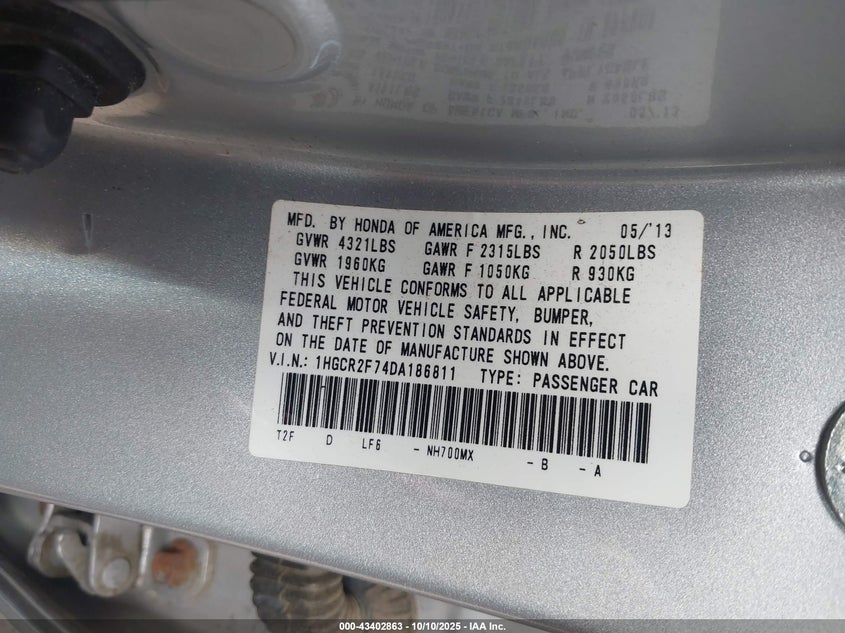 MFD. BY HONDA OF AMERICA MFG., INC. 05/'13
GVWR 4321LBS GAWR F 2315LBS R 2050LBS
GVWR 1960KG GAWR F 1050KG R 930KG
THIS VEHICLE CONFORMS TO ALL APPLICABLE
FEDERAL MOTOR VEHICLE SAFETY, BUMPER,
AND THEFT PREVENTION STANDARDS IN EFFECT
ON THE DATE OF MANUFACTURE SHOWN ABOVE.
V.I.N.: 1HGCR2F74DA186811 TYPE: PASSENGER CAR
T2F D LF6 - NH700MX - B - A
000-43402863 - 10/10/2025 - IAA Inc.